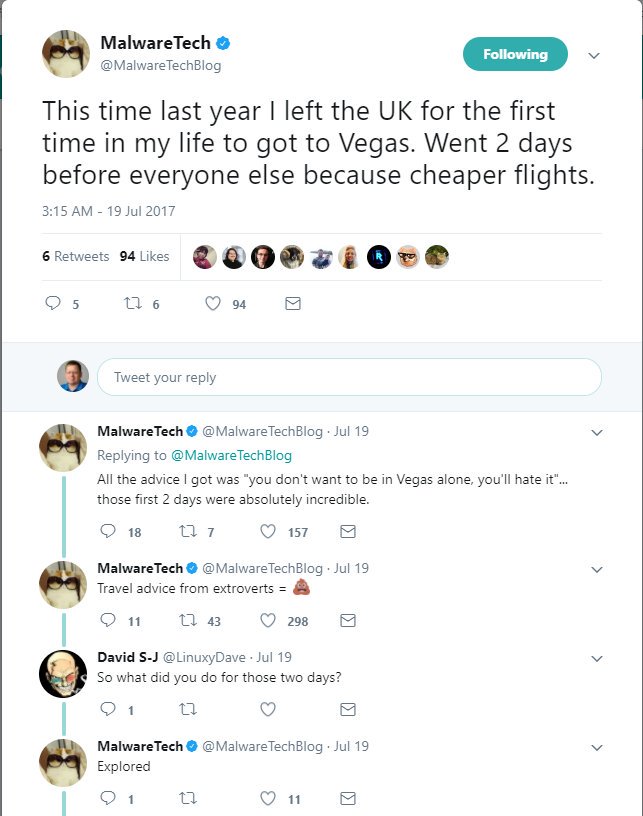 MalwareTech
@MalwareTechBlog
Following
This time last year I left the UK for the first
time in my life to got to Vegas. Went 2 days
before everyone else because cheaper flights.
3:15 AM - 19 Jul 2017
6 Retweets 94 Likes
5 6 94
Tweet your reply
MalwareTech @MalwareTechBlog · Jul 19
Replying to @MalwareTechBlog
All the advice I got was "you don't want to be in Vegas alone, you'll hate it"...
those first 2 days were absolutely incredible.
18 7 157
MalwareTech @MalwareTechBlog · Jul 19
Travel advice from extroverts = 💩
11 43 298
David S-J @LinuxyDave · Jul 19
So what did you do for those two days?
1
MalwareTech @MalwareTechBlog · Jul 19
Explored
1 11